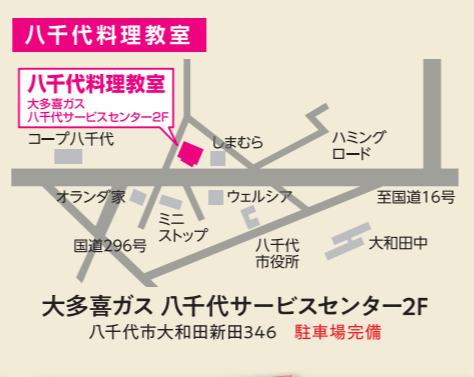 八千代料理教室
八千代料理教室
大多喜ガス
八千代サービスセンター2F
コープ八千代
しまむら
ハミング
ロード
オランダ家
ミニ
ストップ
ウェルシア
至国道16号
国道296号
八千代
市役所
大和田中
大多喜ガス 八千代サービスセンター2F
八千代市大和田新田346 駐車場完備